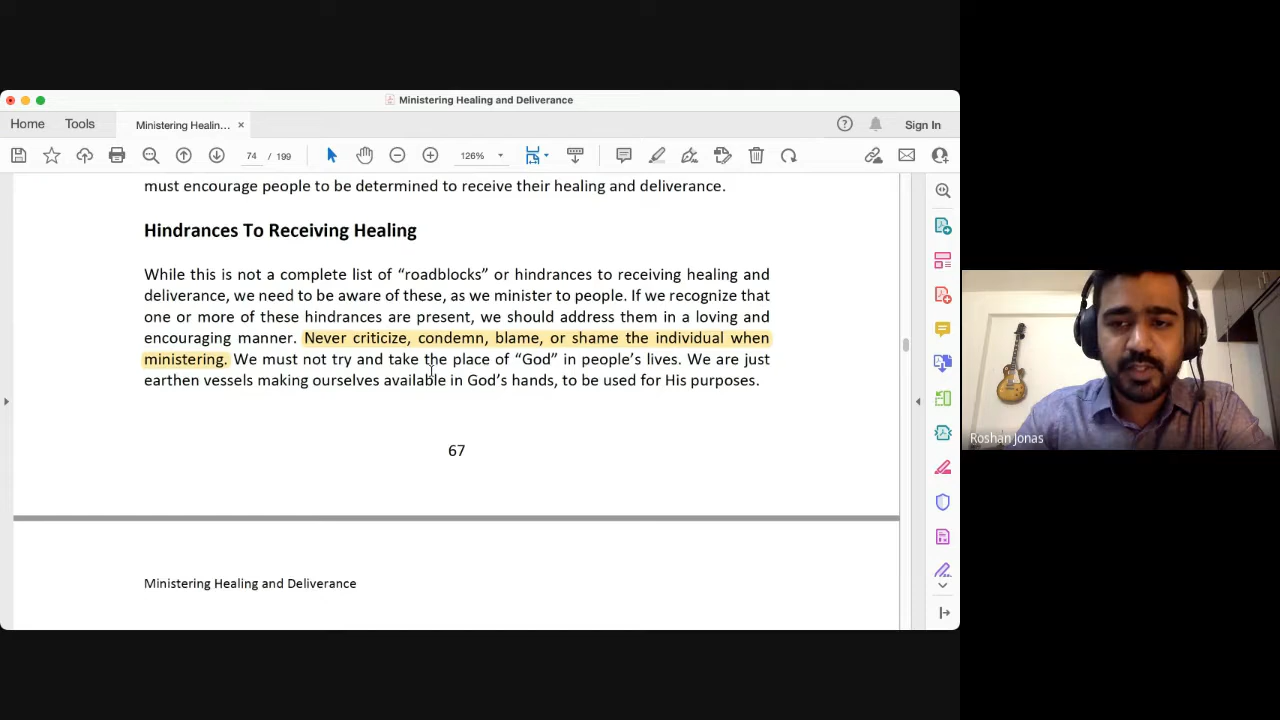 Ministering Healing and Deliverance
Home Tools Ministering Healin... × Sign In
74 / 199 126%
must encourage people to be determined to receive their healing and deliverance.
Hindrances To Receiving Healing
While this is not a complete list of “roadblocks” or hindrances to receiving healing and
deliverance, we need to be aware of these, as we minister to people. If we recognize that
one or more of these hindrances are present, we should address them in a loving and
encouraging manner. Never criticize, condemn, blame, or shame the individual when
ministering. We must not try and take the place of “God” in people’s lives. We are just
earthen vessels making ourselves available in God’s hands, to be used for His purposes.
67
Ministering Healing and Deliverance
Roshan Jonas